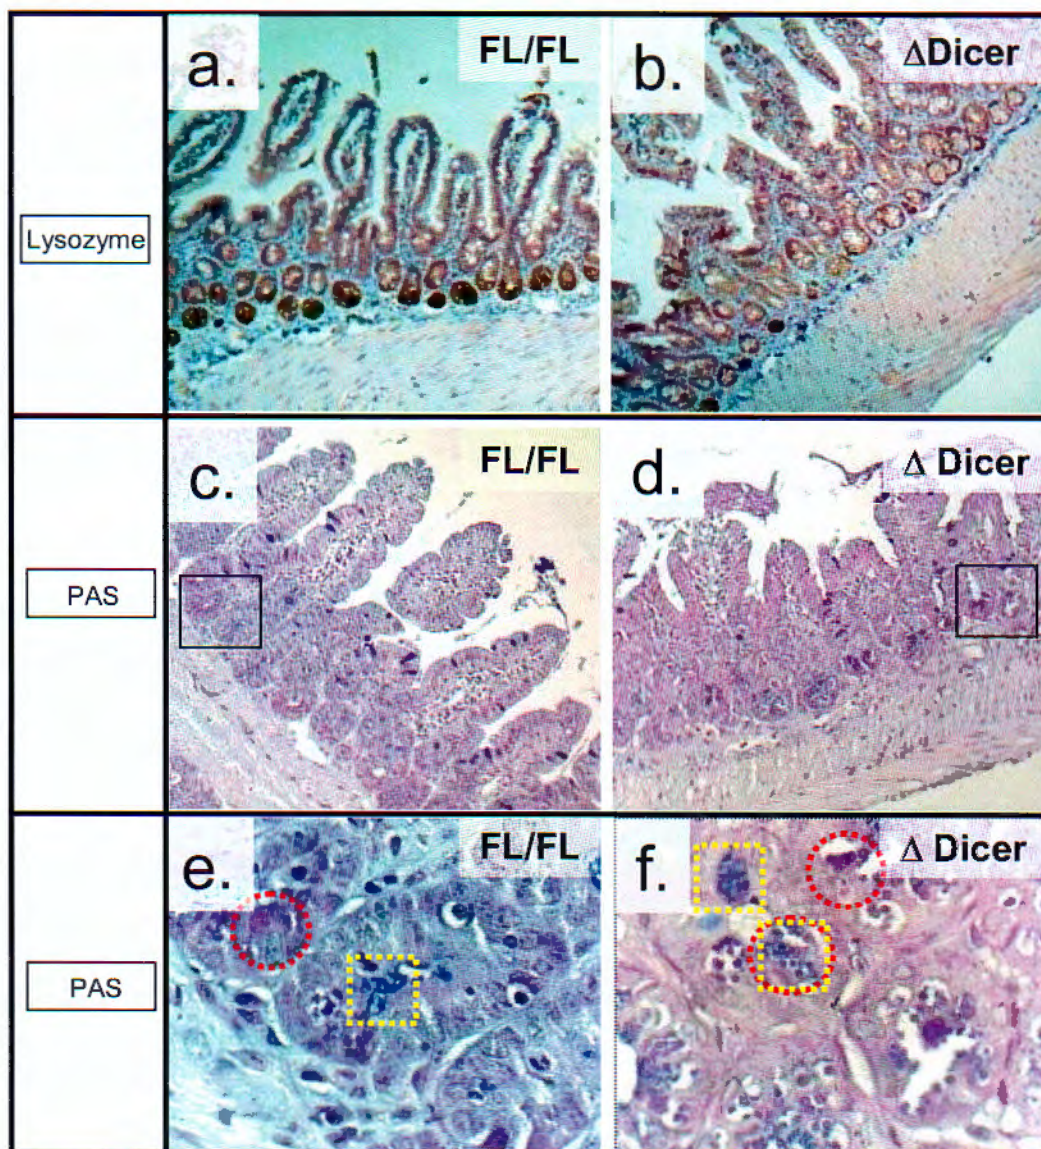 a.
FL/FL
b.
ΔDicer
Lysozyme
c.
FL/FL
d.
Δ Dicer
PAS
e.
FL/FL
f.
Δ Dicer
PAS